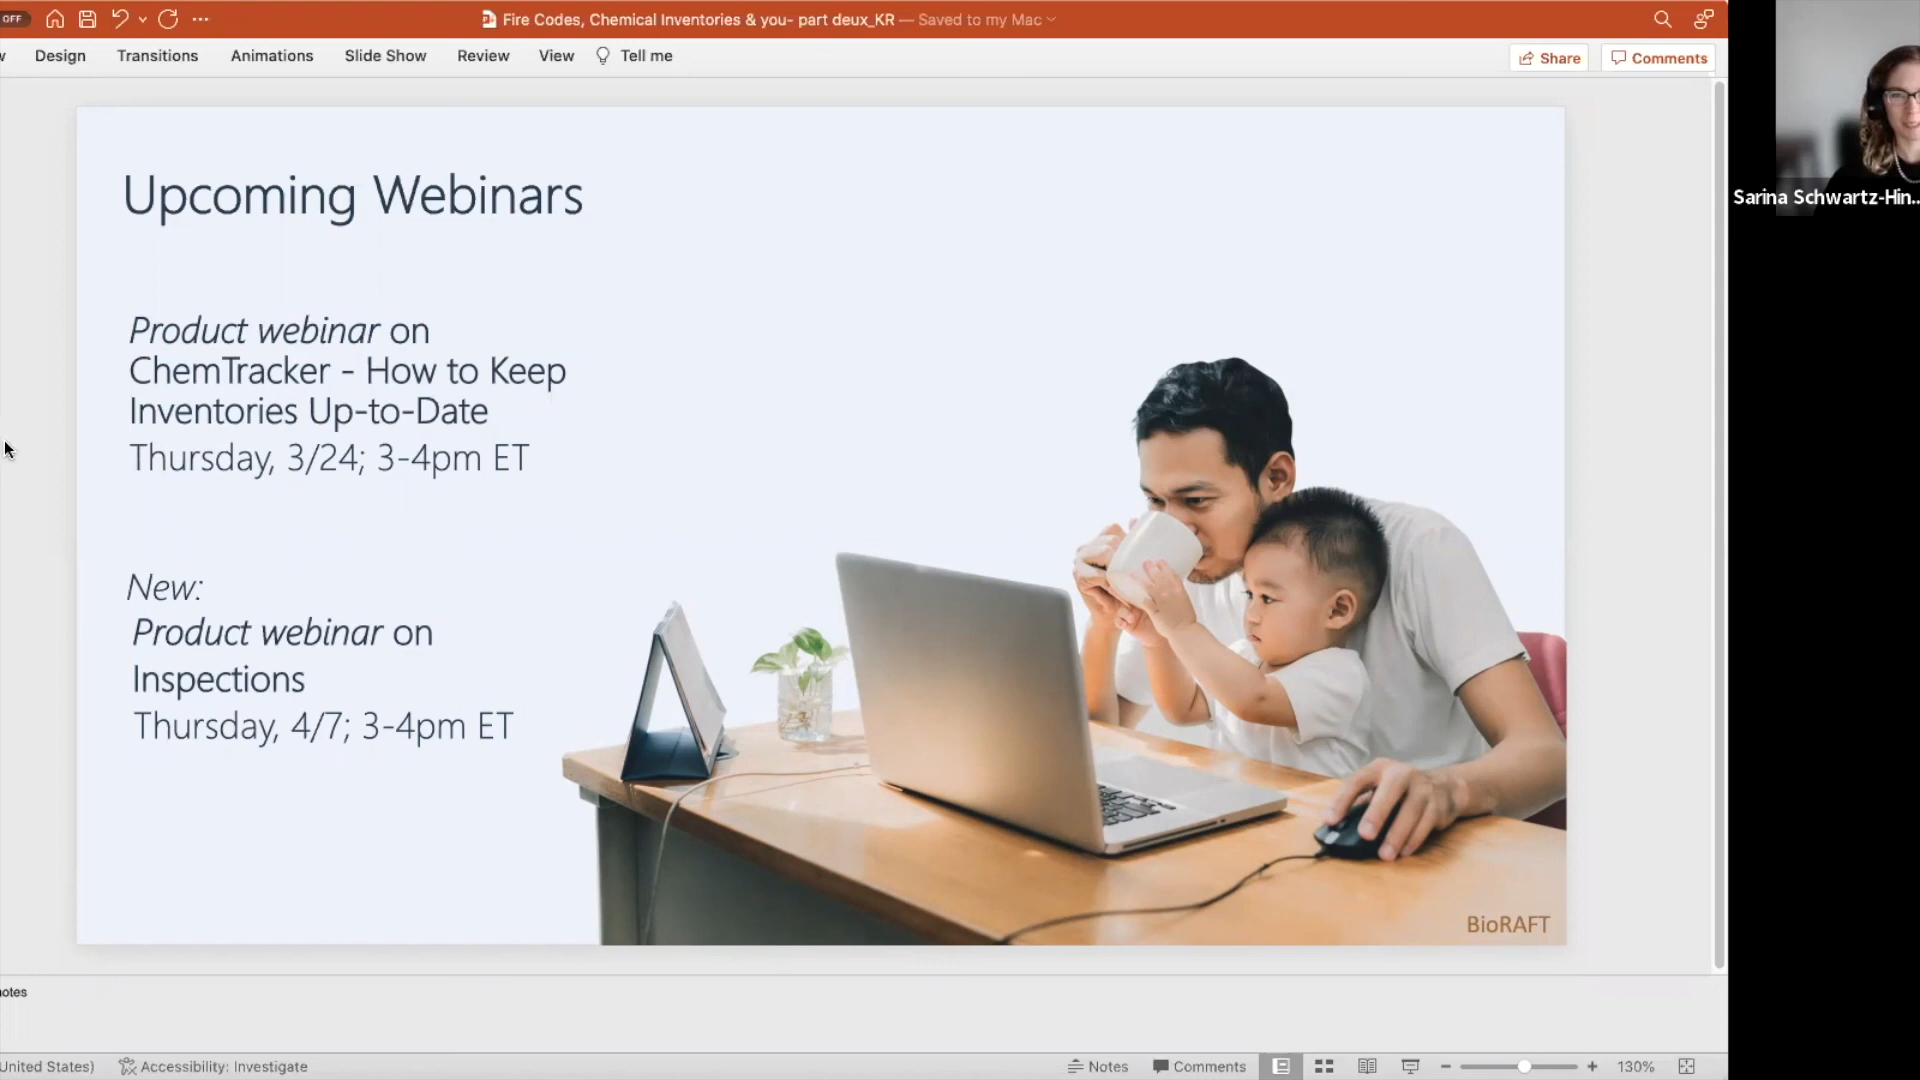 OFF
Fire Codes, Chemical Inventories & you- part deux_KR — Saved to my Mac
Design Transitions Animations Slide Show Review View Tell me
Share Comments
Sarina Schwartz-Hin...
Upcoming Webinars
Product webinar on
ChemTracker - How to Keep
Inventories Up-to-Date
Thursday, 3/24; 3-4pm ET
New:
Product webinar on
Inspections
Thursday, 4/7; 3-4pm ET
BioRAFT
notes
United States) Accessibility: Investigate
Notes Comments 130%